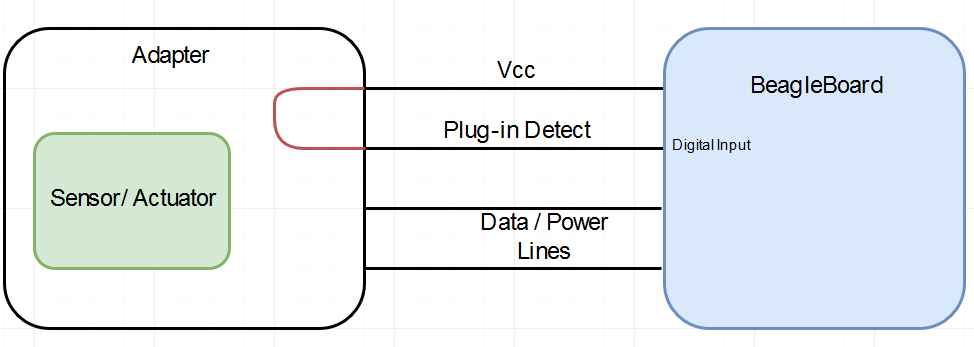 Adapter
Vcc
BeagleBoard
Plug-in Detect
Digital Input
Sensor/ Actuator
Data / Power
Lines